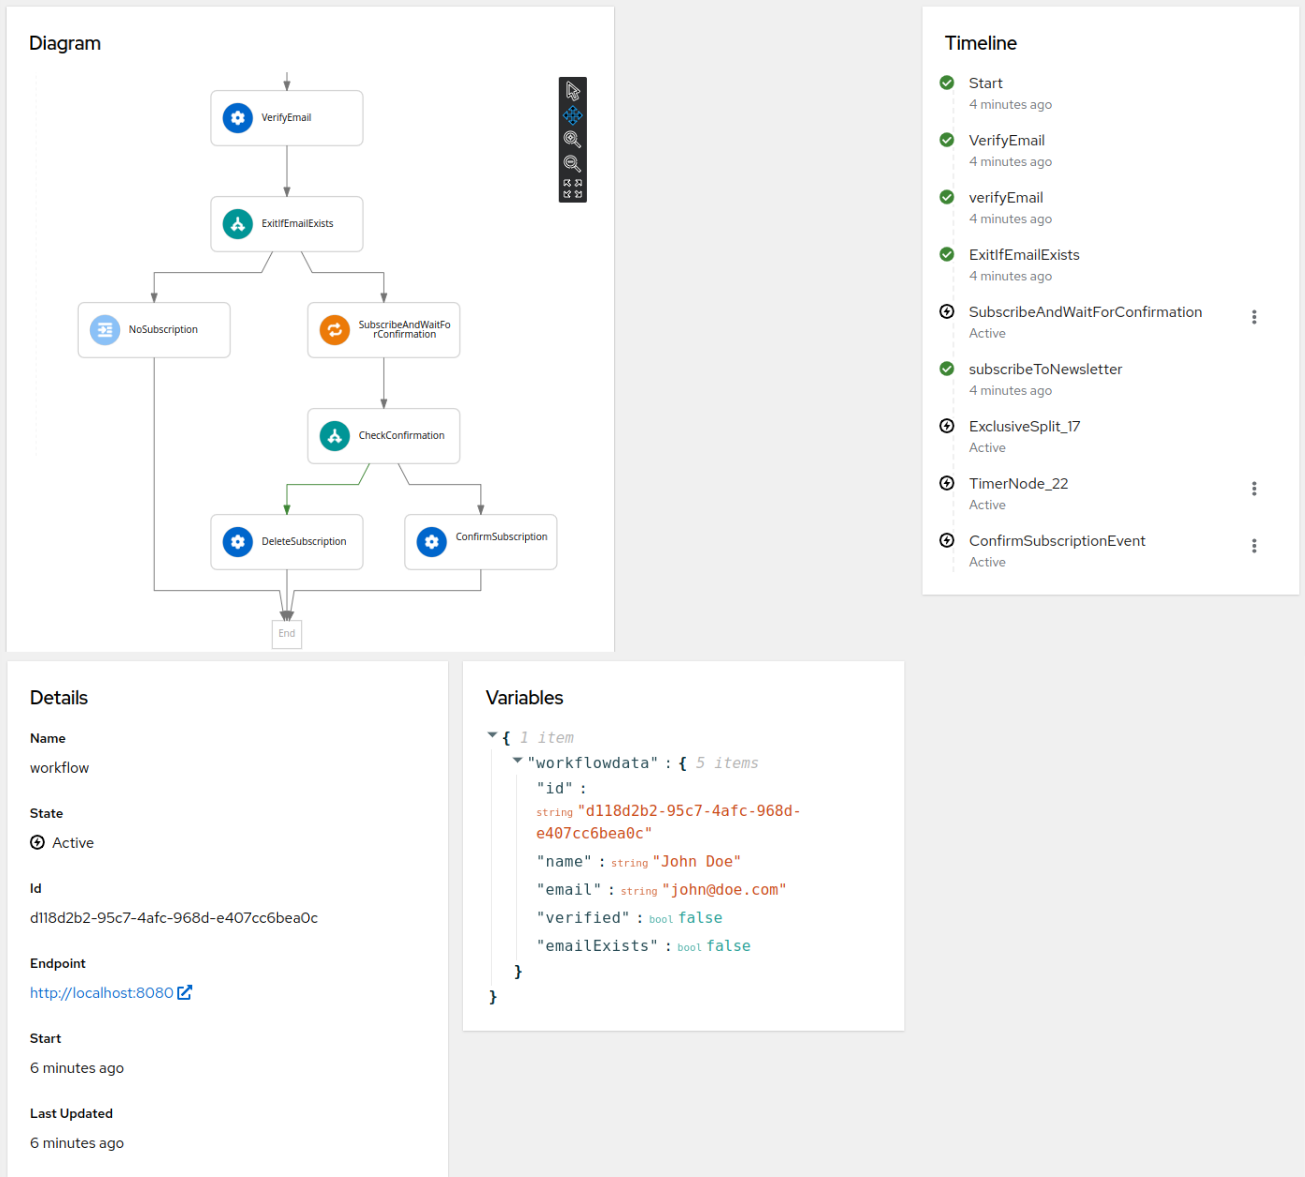 Diagram
VerifyEmail
ExitIfEmailExists
NoSubscription
SubscribeAndWaitFo
rConfirmation
CheckConfirmation
DeleteSubscription
ConfirmSubscription
End
Timeline
Start
4 minutes ago
VerifyEmail
4 minutes ago
verifyEmail
4 minutes ago
ExitIfEmailExists
4 minutes ago
SubscribeAndWaitForConfirmation
Active
subscribeToNewsletter
4 minutes ago
ExclusiveSplit_17
Active
TimerNode_22
Active
ConfirmSubscriptionEvent
Active
Details
Name
workflow
State
Active
Id
d118d2b2-95c7-4afc-968d-e407cc6bea0c
Endpoint
http://localhost:8080
Start
6 minutes ago
Last Updated
6 minutes ago
Variables
{ 1 item
"workflowdata" : { 5 items
"id" :
string "d118d2b2-95c7-4afc-968d-
e407cc6bea0c"
"name" : string "John Doe"
"email" : string "john@doe.com"
"verified" : bool false
"emailExists" : bool false
}
}